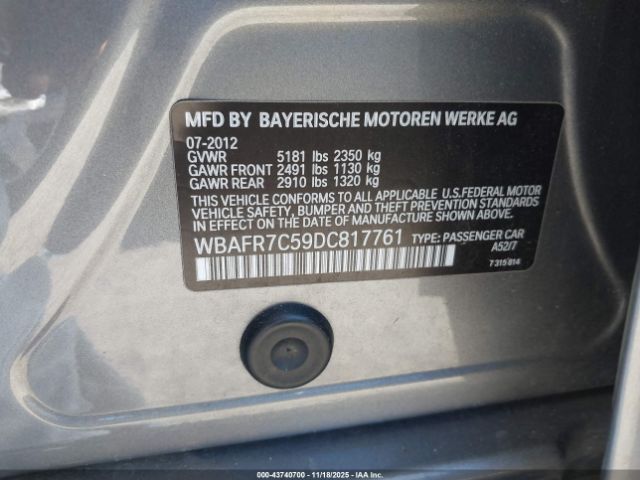 MFD BY BAYERISCHE MOTOREN WERKE AG
07-2012
GVWR 5181 lbs 2350 kg
GAWR FRONT 2491 lbs 1130 kg
GAWR REAR 2910 lbs 1320 kg
THIS VEHICLE CONFORMS TO ALL APPLICABLE U.S.FEDERAL MOTOR
VEHICLE SAFETY, BUMPER AND THEFT PREVENTION STANDARDS
IN EFFECT ON THE DATE OF MANUFACTURE SHOWN ABOVE.
WBAFR7C59DC817761 TYPE: PASSENGER CAR
A52/7
7 315 814
000-43740700 - 11/18/2025 - COPART.COM